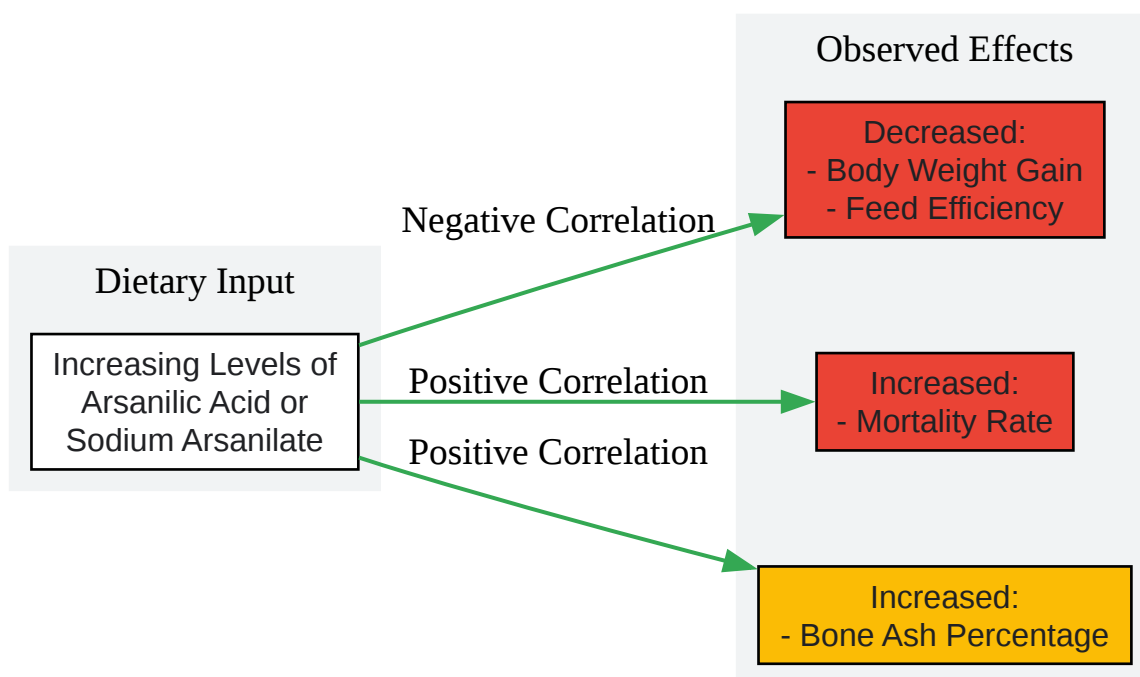 Observed Effects
Decreased:
- Body Weight Gain
- Feed Efficiency
Negative Correlation
Dietary Input
Increasing Levels of
Arsanilic Acid or
Sodium Arsanilate
Positive Correlation
Increased:
- Mortality Rate
Positive Correlation
Increased:
- Bone Ash Percentage